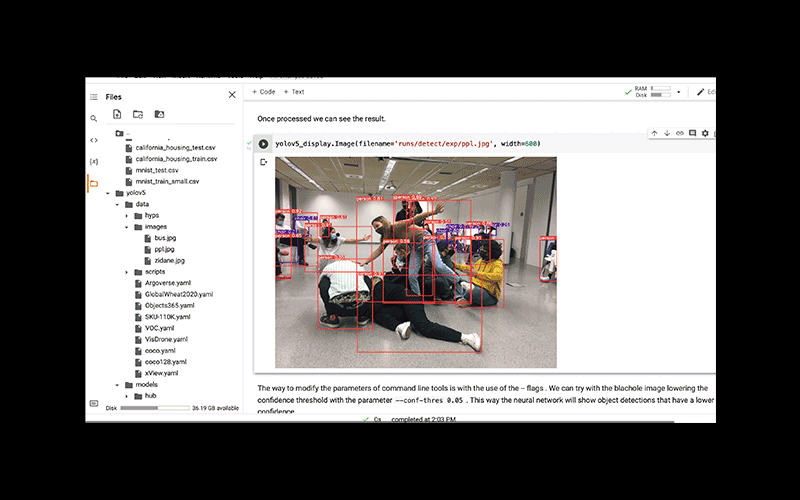 + Code + Text
RAM
Disk
Files
Once processed we can see the result.
yolov5_display.Image(filename='runs/detect/exp/ppl.jpg', width=600)
..
california_housing_test.csv
california_housing_train.csv
mnist_test.csv
mnist_train_small.csv
yolov5
data
hyps
images
bus.jpg
ppl.jpg
zidane.jpg
scripts
Argoverse.yaml
GlobalWheat2020.yaml
Objects365.yaml
SKU-110K.yaml
VOC.yaml
VisDrone.yaml
coco.yaml
coco128.yaml
xView.yaml
models
hub
Disk 36.19 GB available
The way to modify the parameters of command line tools is with the use of the -- flags . We can try with the blachole image lowering the
confidence threshold with the parameter --conf-thres 0.05 . This way the neural network will show object detections that have a lower
confidence
0s completed at 2:03 PM